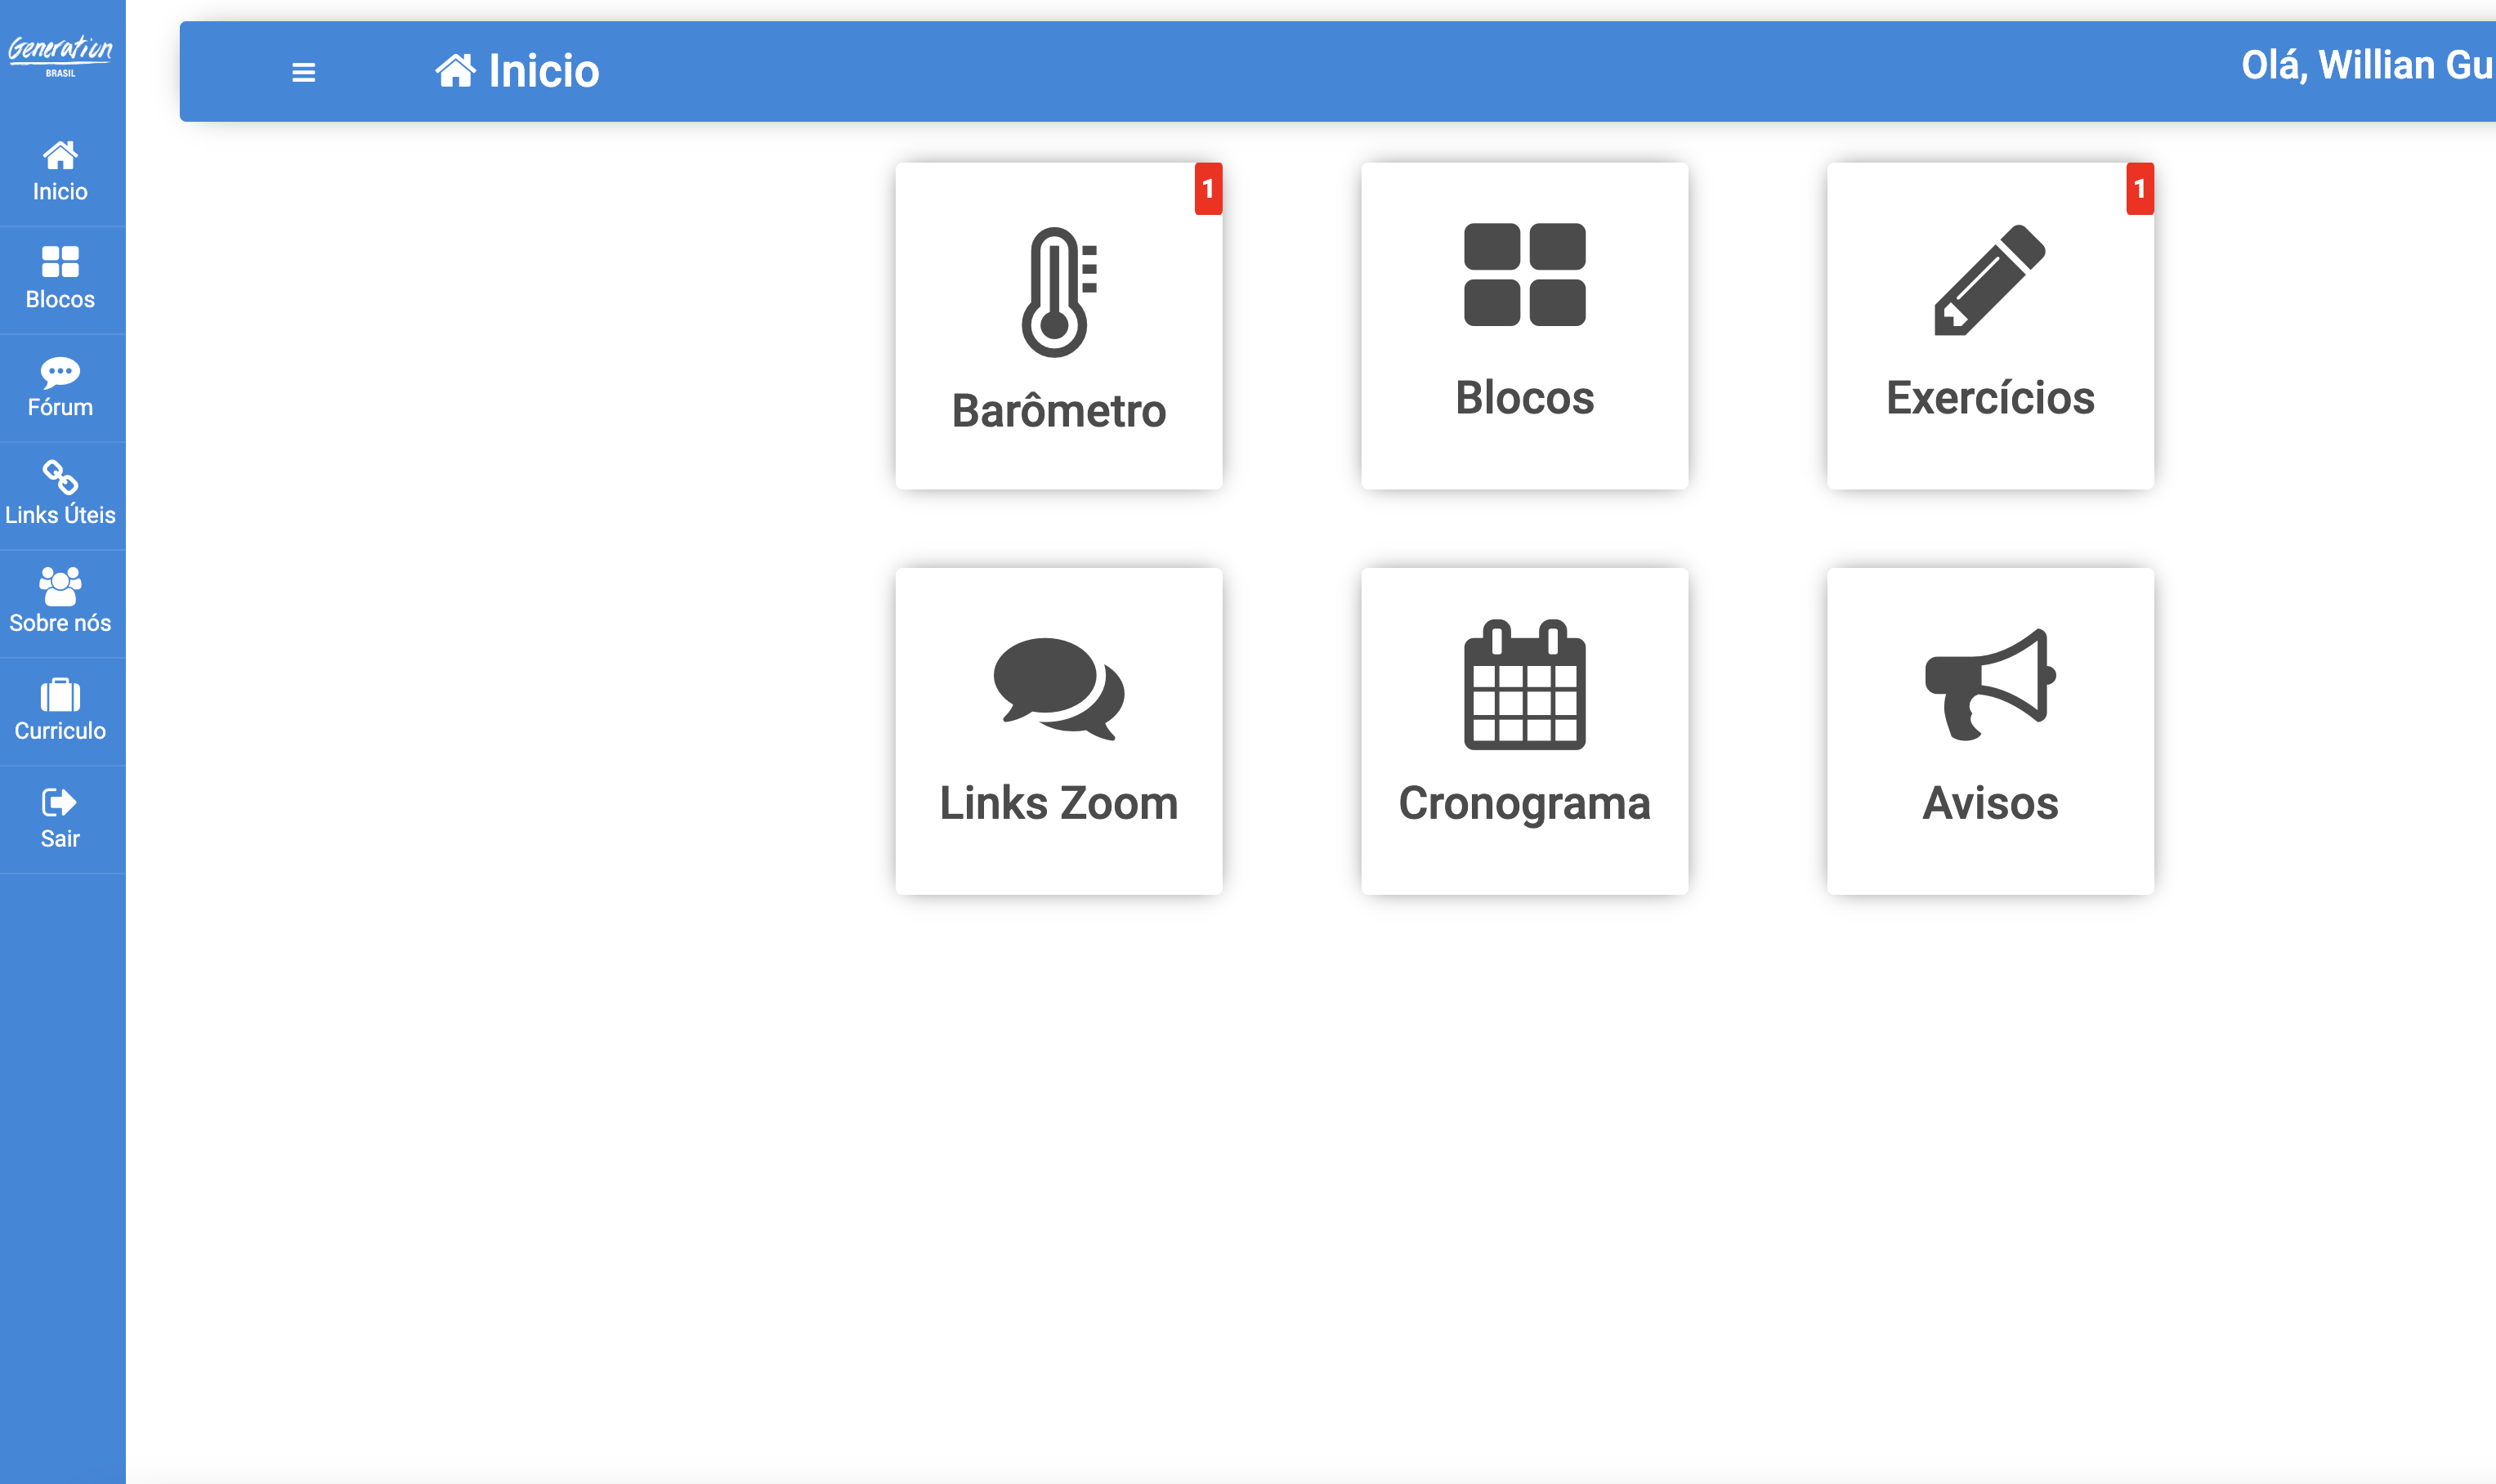 Generation
BRASIL
Inicio
Blocos
Fórum
Links Úteis
Sobre nós
Curriculo
Sair
Inicio
Olá, Willian Gu
1
Barômetro
Blocos
1
Exercícios
Links Zoom
Cronograma
Avisos